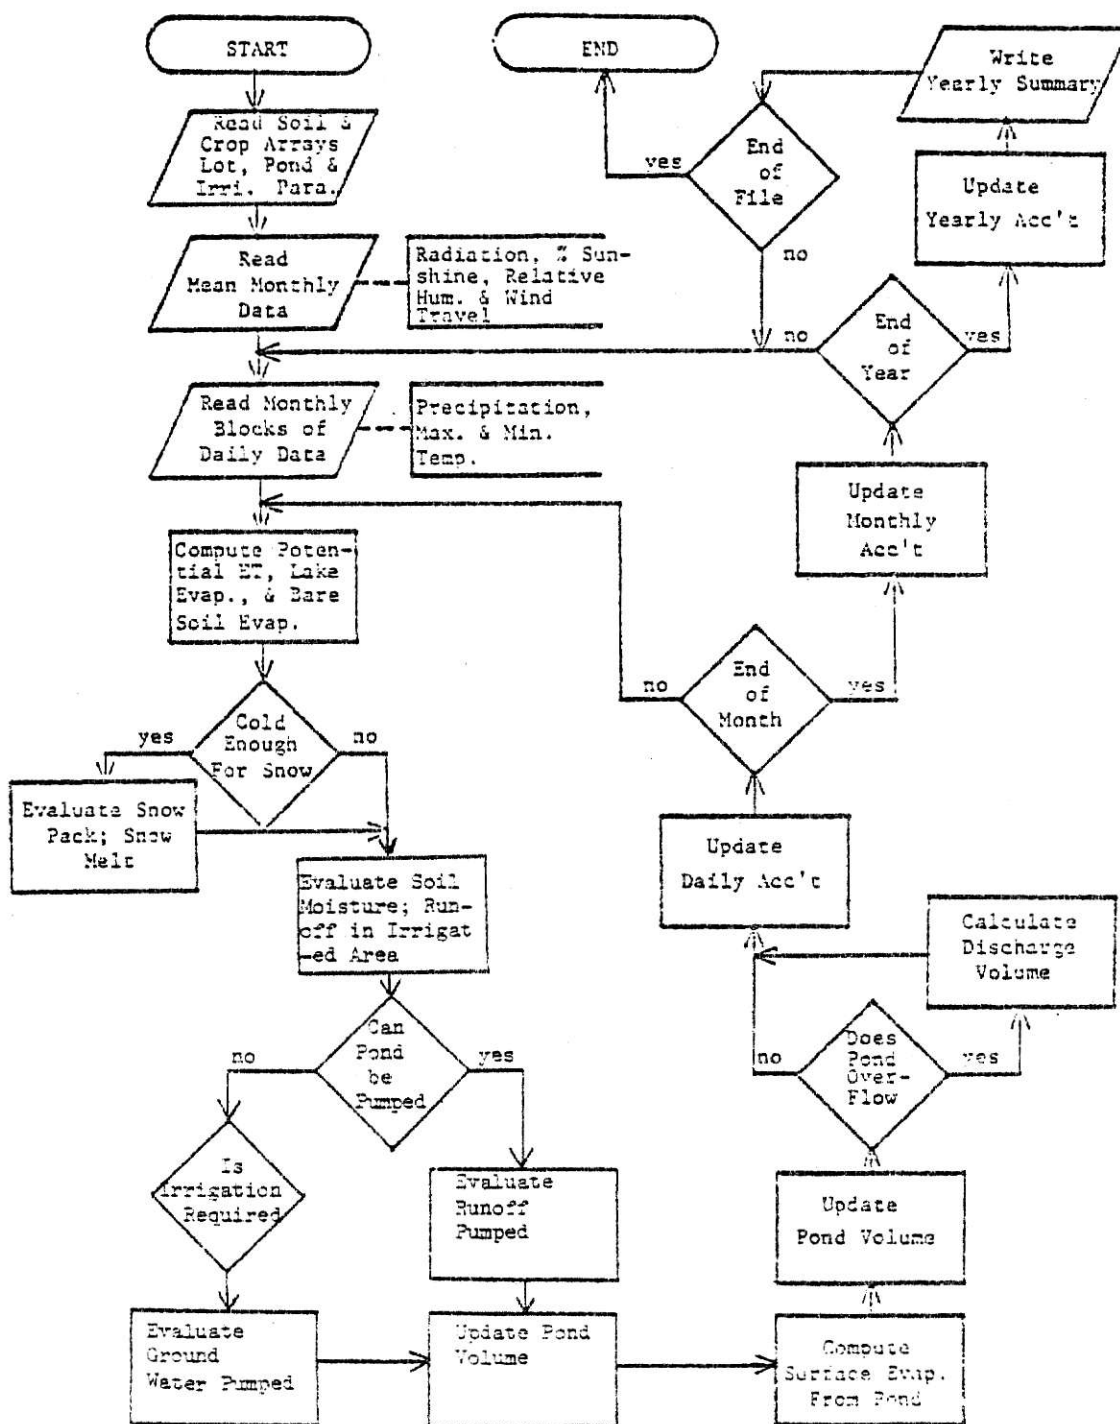 START
Read Soil &
Crop Arrays
Lot, Pond &
Irri. Para.
Read
Mean Monthly
Data
Radiation, % Sun-
shine, Relative
Hum. & Wind
Travel
Read Monthly
Blocks of
Daily Data
Precipitation,
Max. & Min.
Temp.
Compute Poten-
tial ET, Lake
Evap., & Bare
Soil Evap.
Cold
Enough
For Snow
yes
no
Evaluate Snow
Pack; Snow
Melt
Evaluate Soil
Moisture; Run-
off in Irrigat
-ed Area
Can
Pond
be
Pumped
no
yes
Is
Irrigation
Required
Evaluate
Runoff
Pumped
Evaluate
Ground
Water Pumped
Update Pond
Volume
Compute
Surface Evap.
From Pond
Update
Pond Volume
Does
Pond
Over-
Flow
no
yes
Calculate
Discharge
Volume
Update
Daily Acc't
End
of
Month
no
yes
Update
Monthly
Acc't
End
of
Year
no
yes
Update
Yearly Acc't
Write
Yearly Summary
End
of
File
yes
no
END